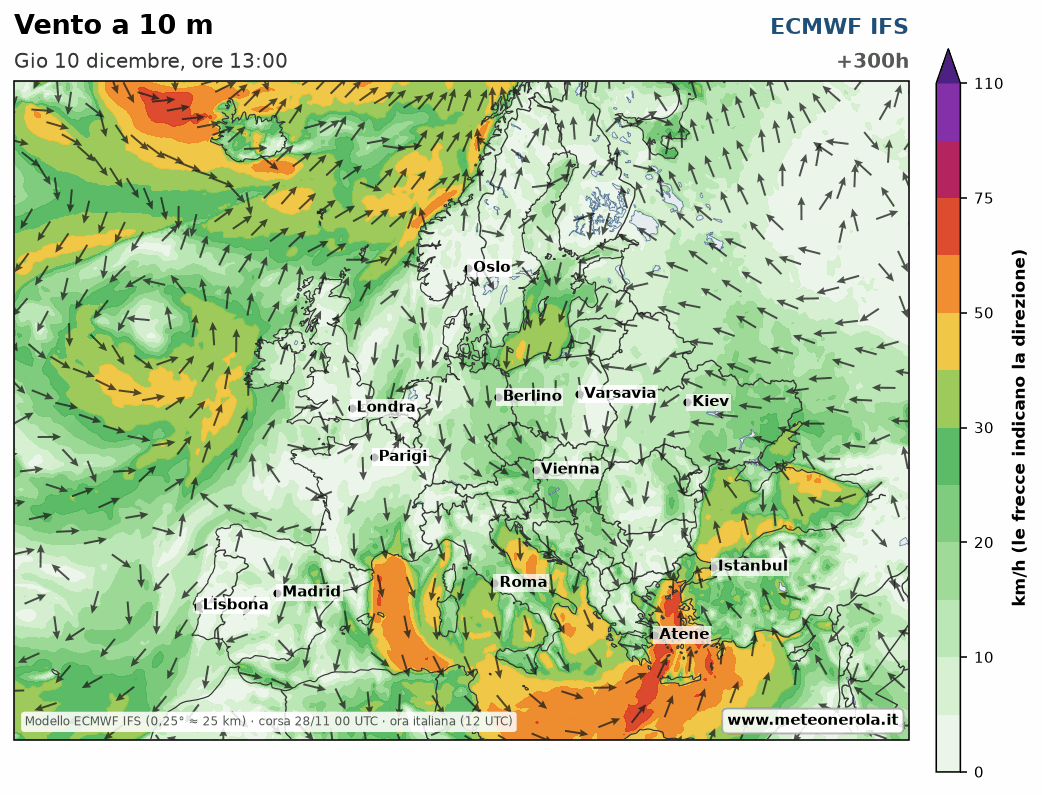 Vento a 10 m
ECMWF IFS
Gio 10 dicembre, ore 13:00
+300h
110
75
50
30
20
10
0
km/h (le frecce indicano la direzione)
Oslo
Londra
Berlino
Varsavia
Kiev
Parigi
Vienna
Istanbul
Roma
Madrid
Lisbona
Atene
Modello ECMWF IFS (0,25° ≈ 25 km) · corsa 28/11 00 UTC · ora italiana (12 UTC)
www.meteonerola.it